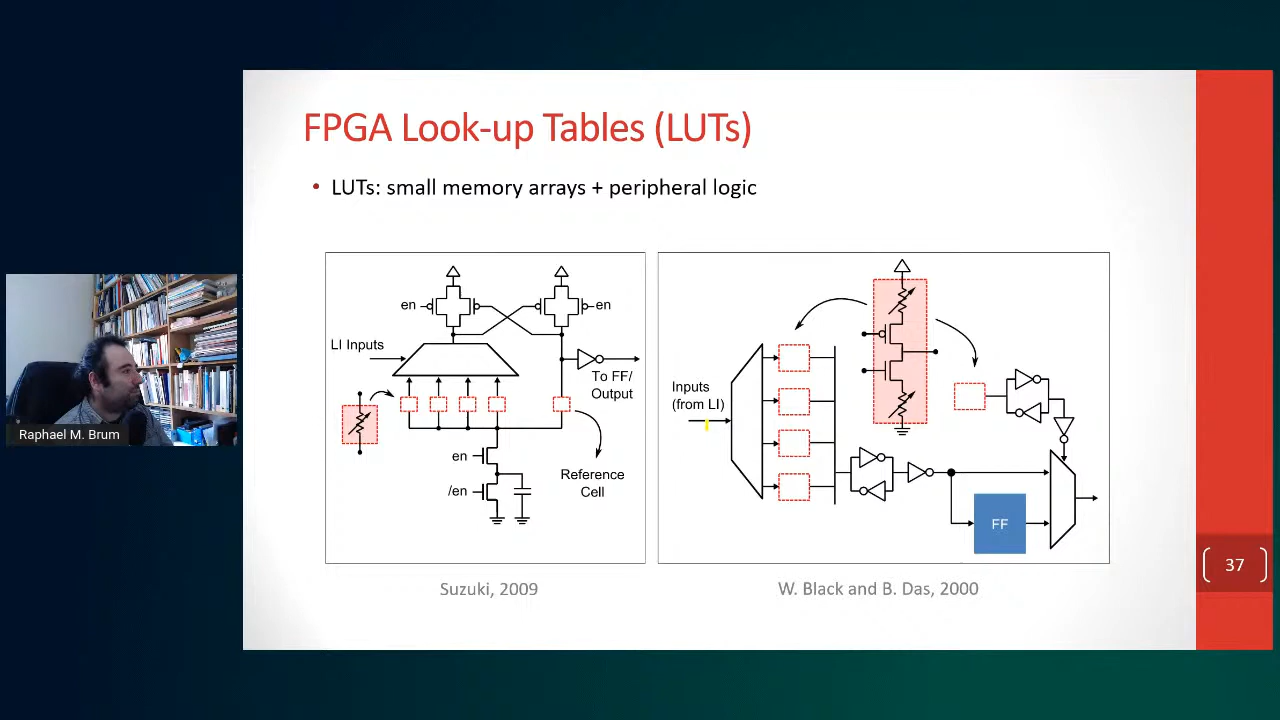 FPGA Look-up Tables (LUTs)
• LUTs: small memory arrays + peripheral logic
en
en
LI Inputs
To FF/
Output
en
/en
Reference
Cell
Suzuki, 2009
Inputs
(from LI)
FF
W. Black and B. Das, 2000
37
Raphael M. Brum